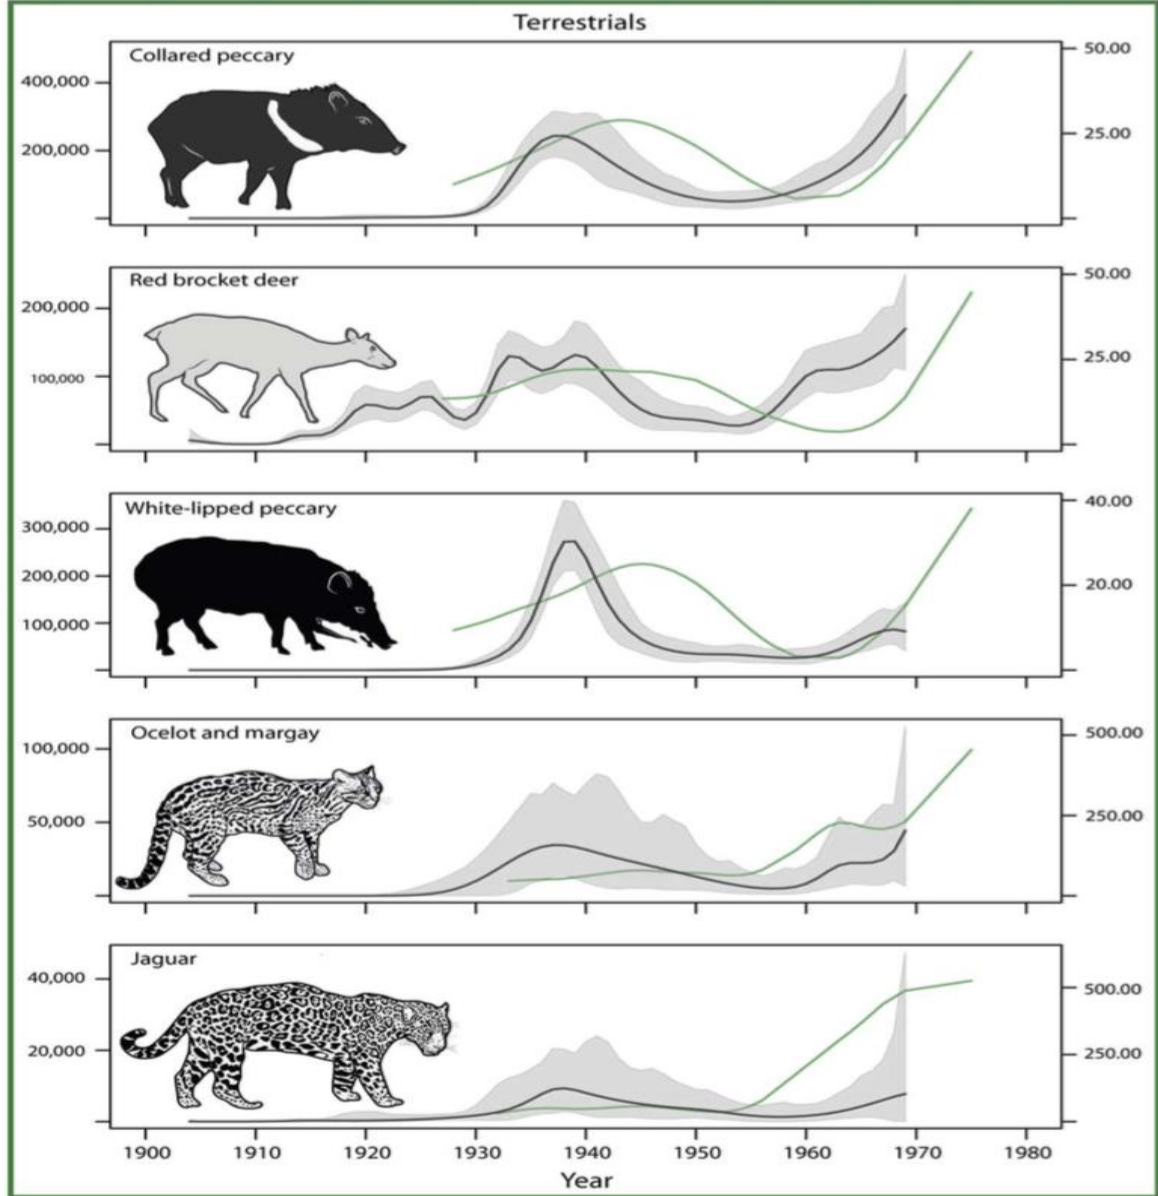 Terrestrials
Collared peccary
400,000
200,000
50.00
25.00
Red brocket deer
200,000
100,000
50.00
25.00
White-lipped peccary
300,000
200,000
100,000
40.00
20.00
Ocelot and margay
100,000
50,000
500.00
250.00
Jaguar
40,000
20,000
500.00
250.00
1900 1910 1920 1930 1940 1950 1960 1970 1980
Year